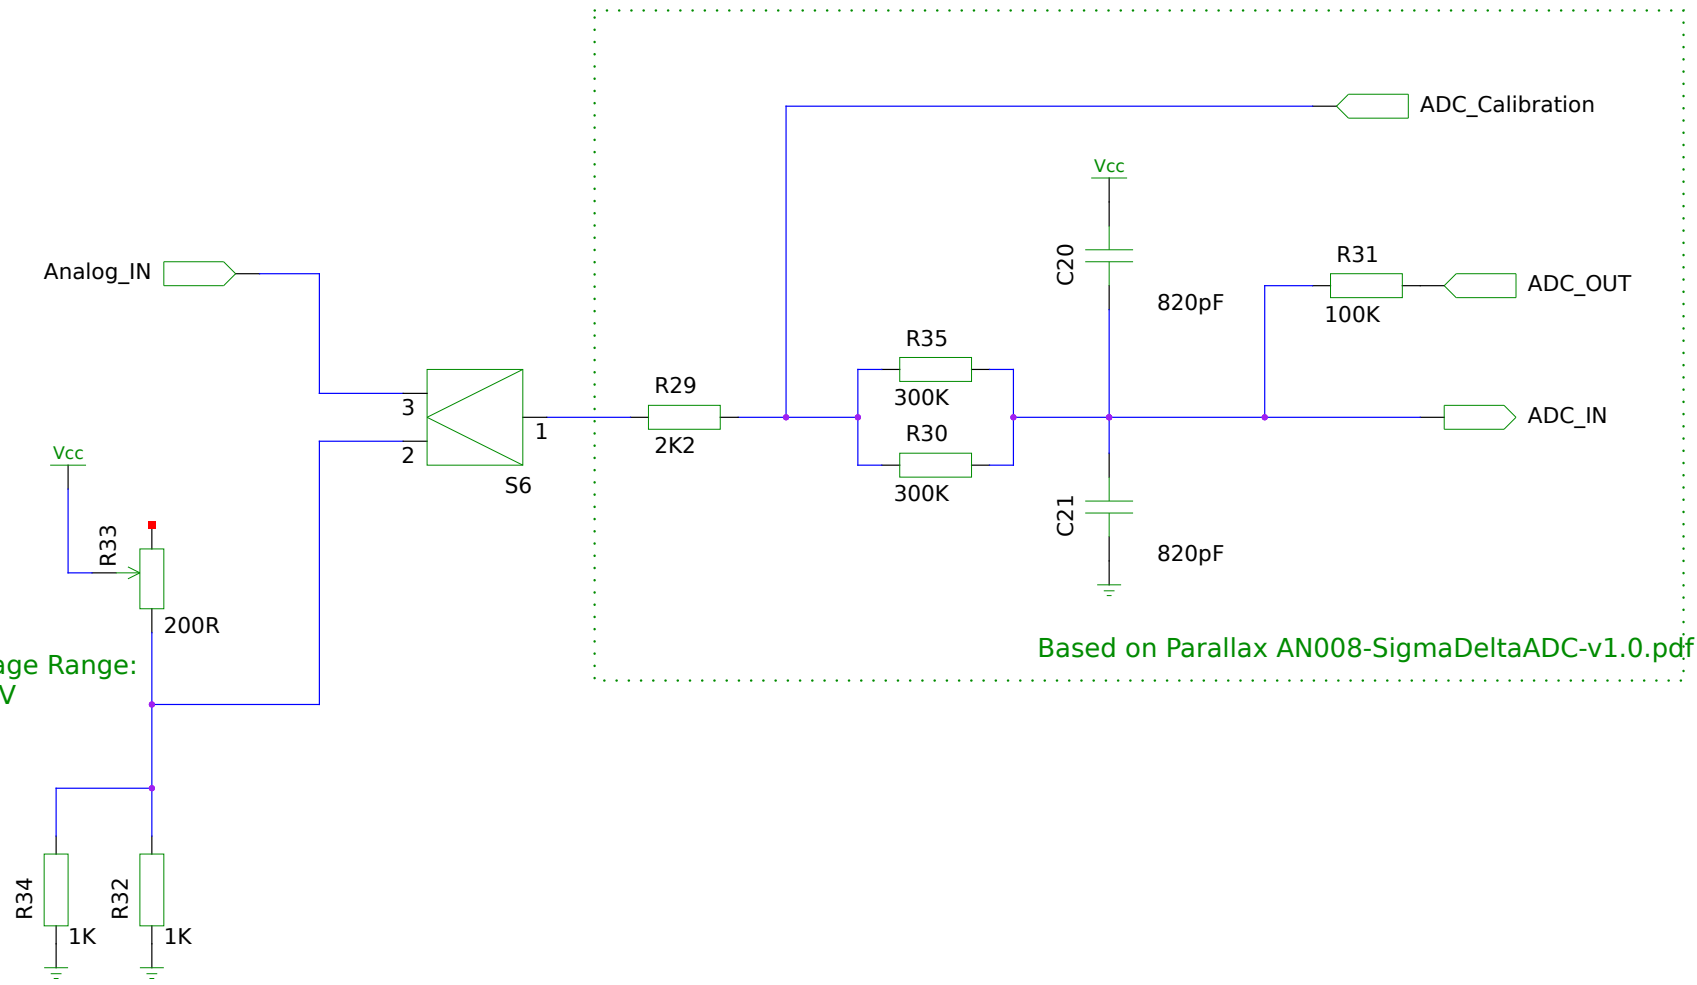 ADC_Calibration
Vcc
Analog_IN
C20
R31
ADC_OUT
820pF
100K
R35
300K
R29
3
1
2K2
R30
ADC_IN
2
S6
300K
Vcc
R33
C21
820pF
200R
Based on Parallax AN008-SigmaDeltaADC-v1.0.pdf
Range:
V
R34
1K
R32
1K